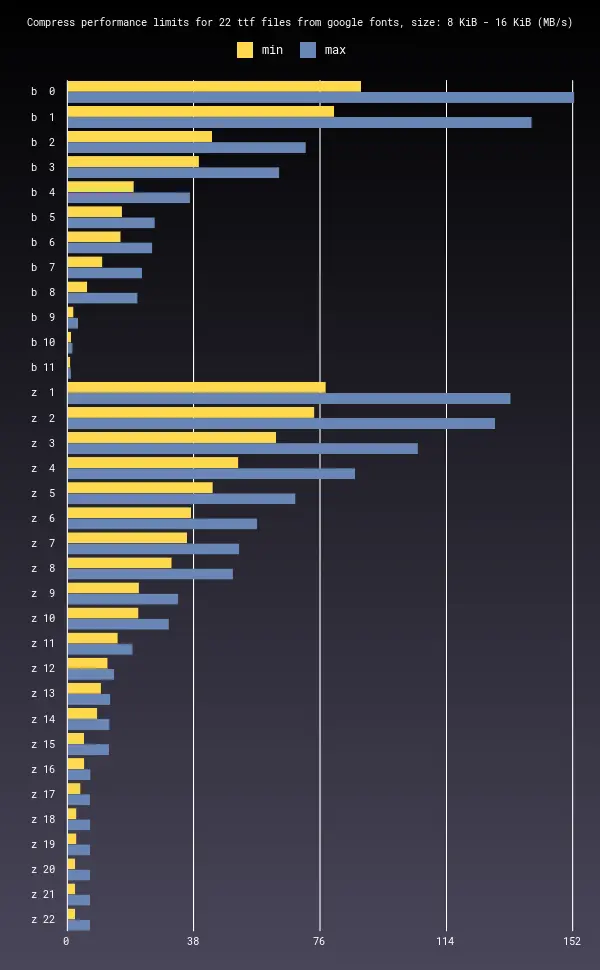 Compress performance limits for 22 ttf files from google fonts, size: 8 KiB - 16 KiB (MB/s)
min max
b 0
b 1
b 2
b 3
b 4
b 5
b 6
b 7
b 8
b 9
b 10
b 11
z 1
z 2
z 3
z 4
z 5
z 6
z 7
z 8
z 9
z 10
z 11
z 12
z 13
z 14
z 15
z 16
z 17
z 18
z 19
z 20
z 21
z 22
0 38 76 114 152